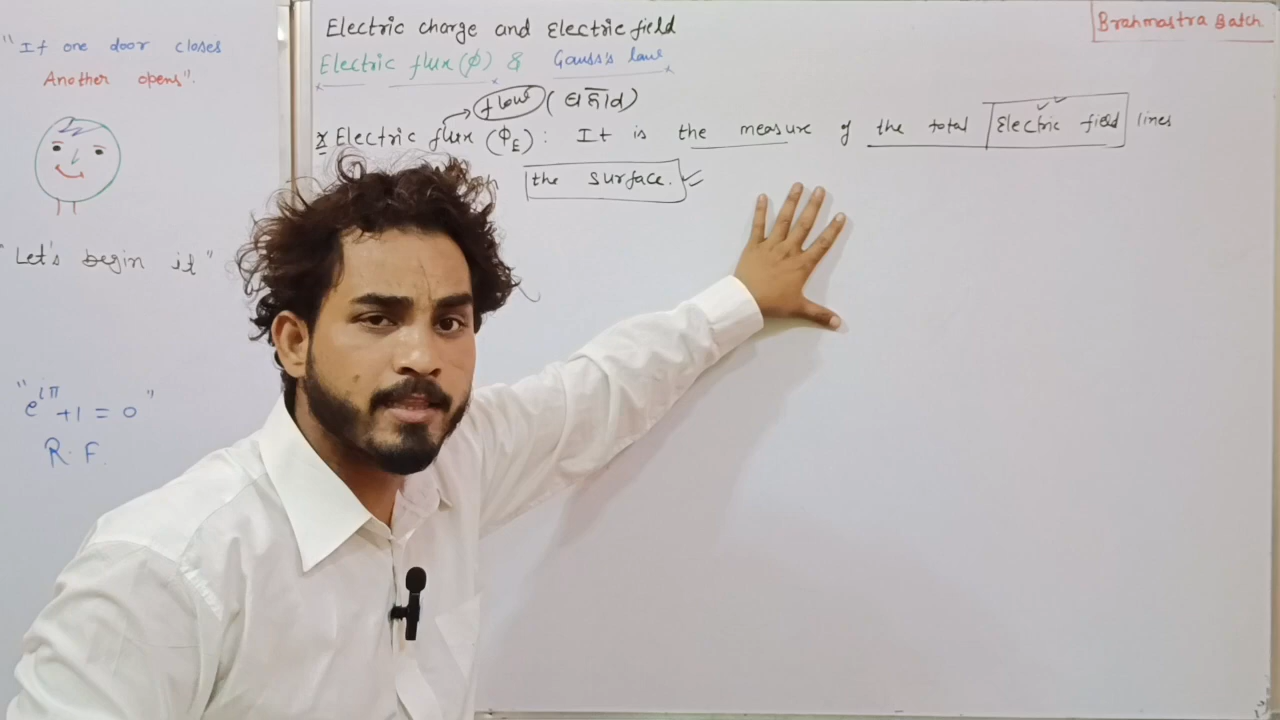 "If one door closes
Another opens".
"Let's begin it"
"e^iπ + 1 = 0"
R. F.
Electric charge and Electric field
Brahmastra Batch
Electric flux (φ) & Gauss's law
flow
Electric flux (Φ_E): It is the measure of the total Electric field lines
the surface.